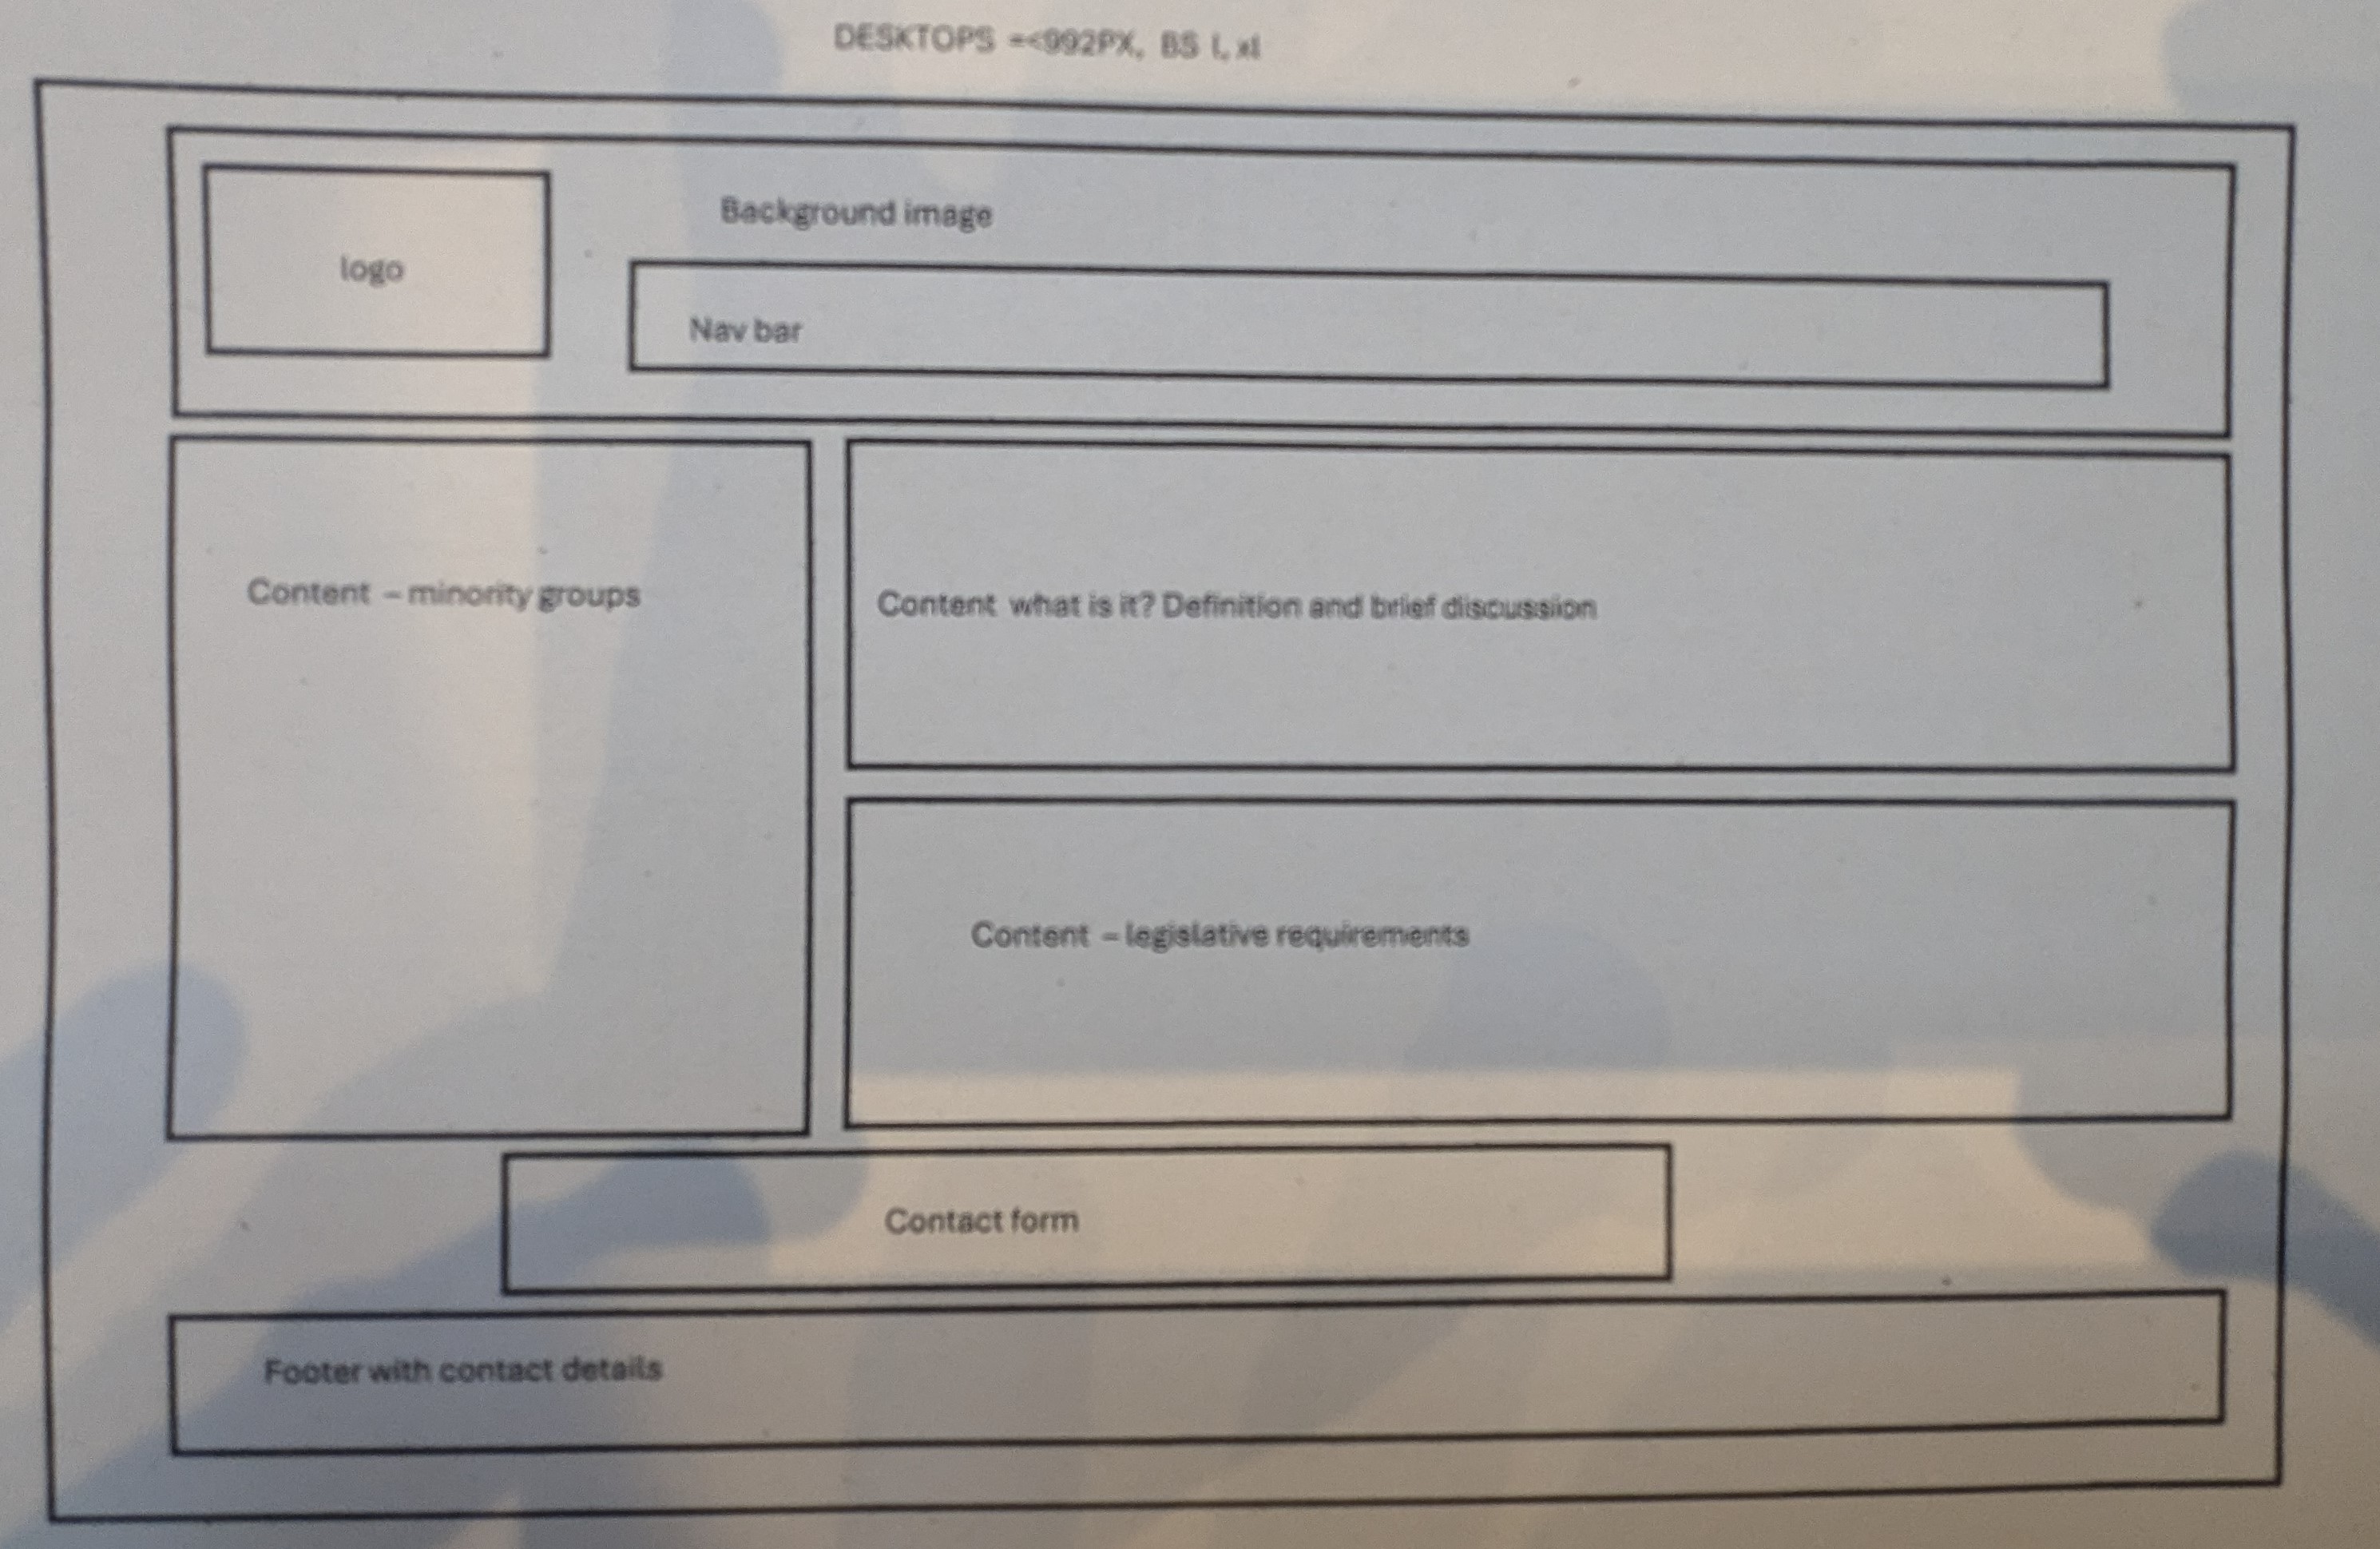 DESKTOPS =<992PX, BS l, xl
Background image
logo
Nav bar
Content – minority groups
Content what is it? Definition and brief discussion
Content – legislative requirements
Contact form
Footer with contact details